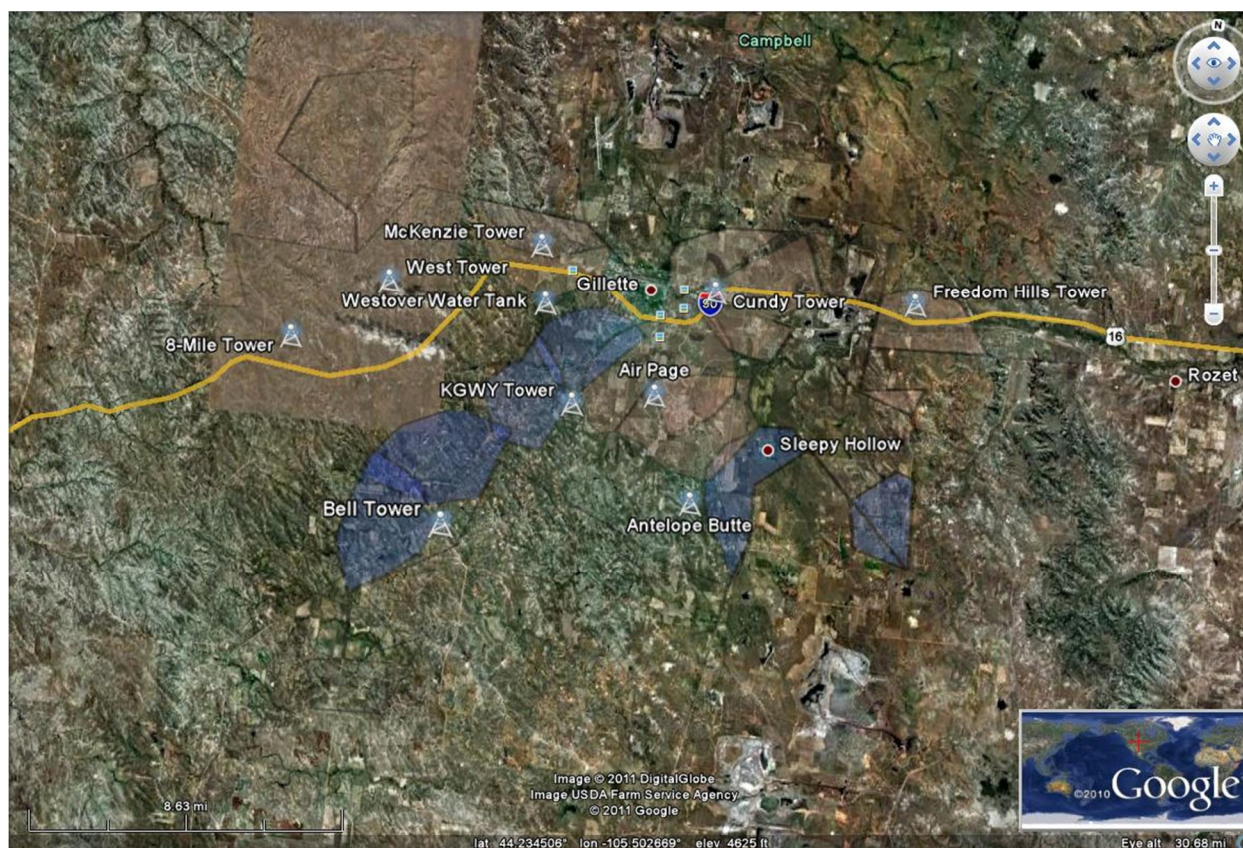 N
Campbell
McKenzie Tower
West Tower
Gillette
Westover Water Tank
90
Cundy Tower
Freedom Hills Tower
8-Mile Tower
16
Air Page
Rozet
KGWY Tower
Sleepy Hollow
Bell Tower
Antelope Butte
Image © 2011 DigitalGlobe
Image USDA Farm Service Agency
© 2011 Google
8.63 mi
©2010 Google
lat 44.234506° lon -105.502669° elev 4625 ft
Eye alt 30.68 mi